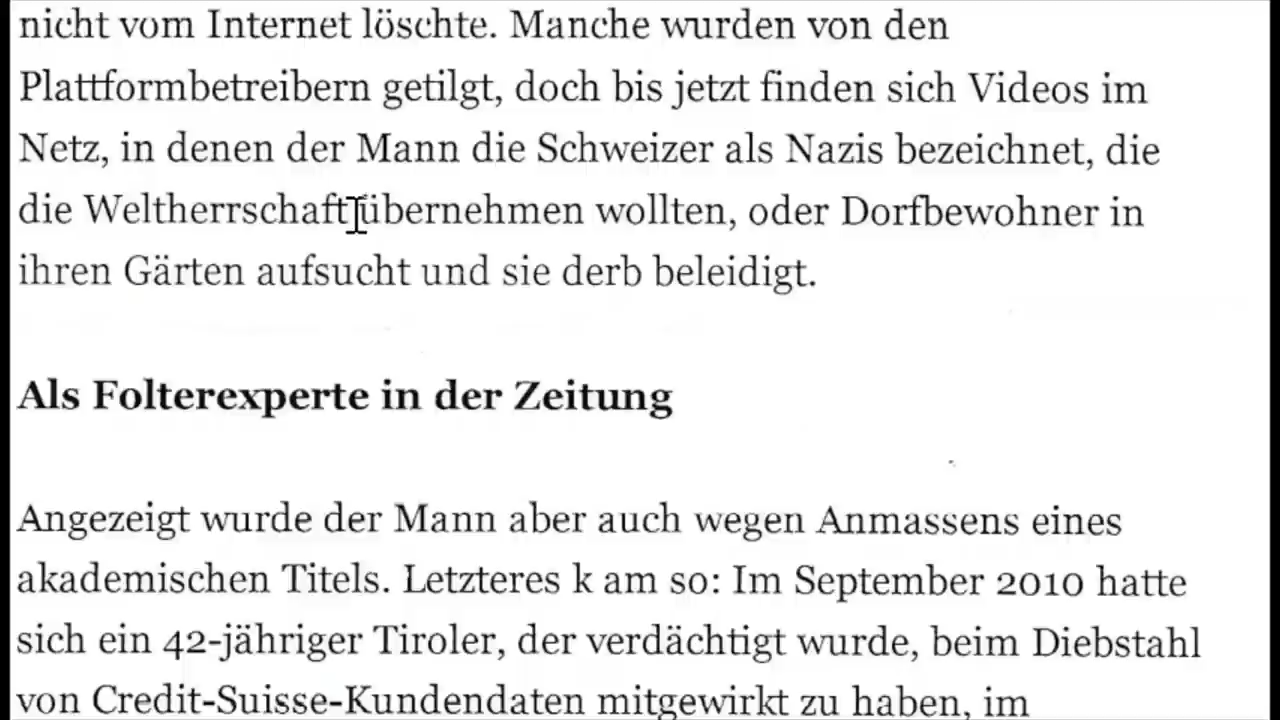 nicht vom Internet löschte. Manche wurden von den
Plattformbetreibern getilgt, doch bis jetzt finden sich Videos im
Netz, in denen der Mann die Schweizer als Nazis bezeichnet, die
die Weltherrschaft übernehmen wollten, oder Dorfbewohner in
ihren Gärten aufsucht und sie derb beleidigt.
Als Folterexperte in der Zeitung
Angezeigt wurde der Mann aber auch wegen Anmassens eines
akademischen Titels. Letzteres k am so: Im September 2010 hatte
sich ein 42-jähriger Tiroler, der verdächtigt wurde, beim Diebstahl
von Credit-Suisse-Kundendaten mitgewirkt zu haben, im